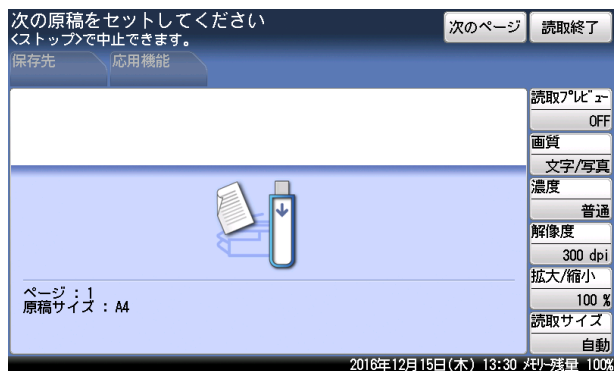 次の原稿をセットしてください
<ストップ>で中止できます。
次のページ
読取終了
保存先
応用機能
読取プレビュー
OFF
画質
文字/写真
濃度
普通
解像度
300 dpi
拡大/縮小
100 %
読取サイズ
自動
ページ : 1
原稿サイズ : A4
2016年12月15日(木) 13:30 メモリー残量 100%